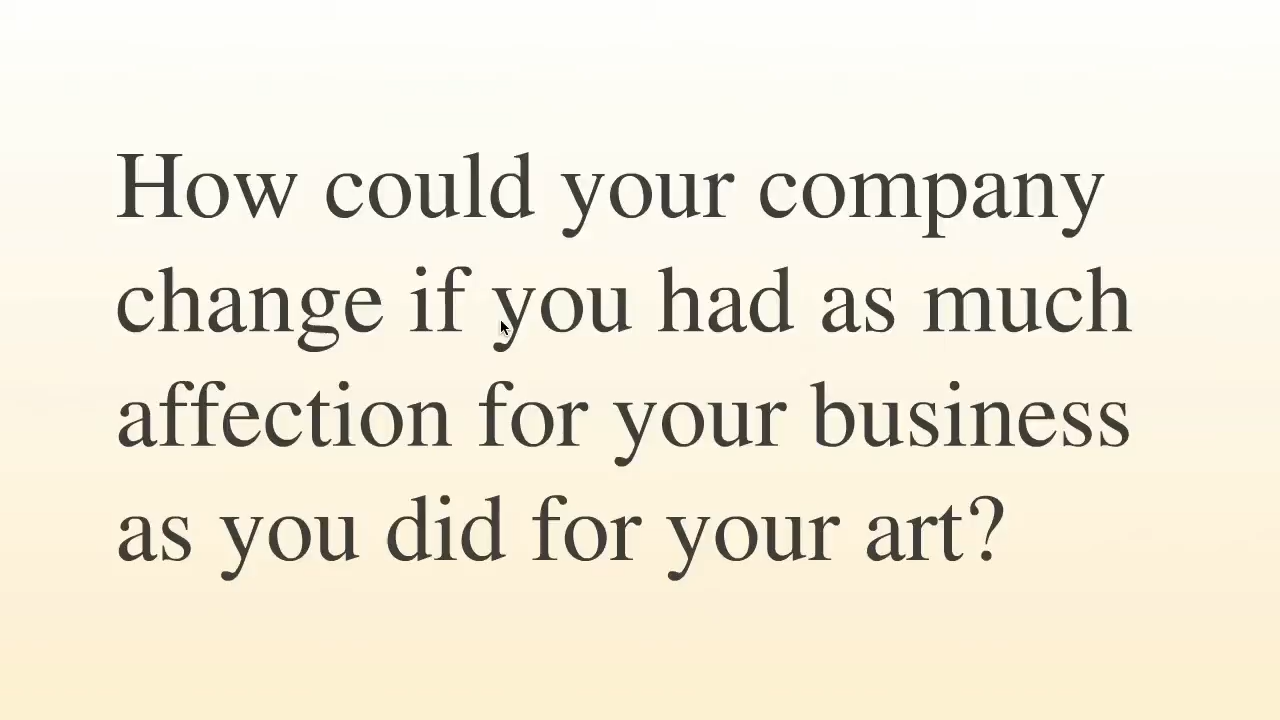 How could your company
change if you had as much
affection for your business
as you did for your art?